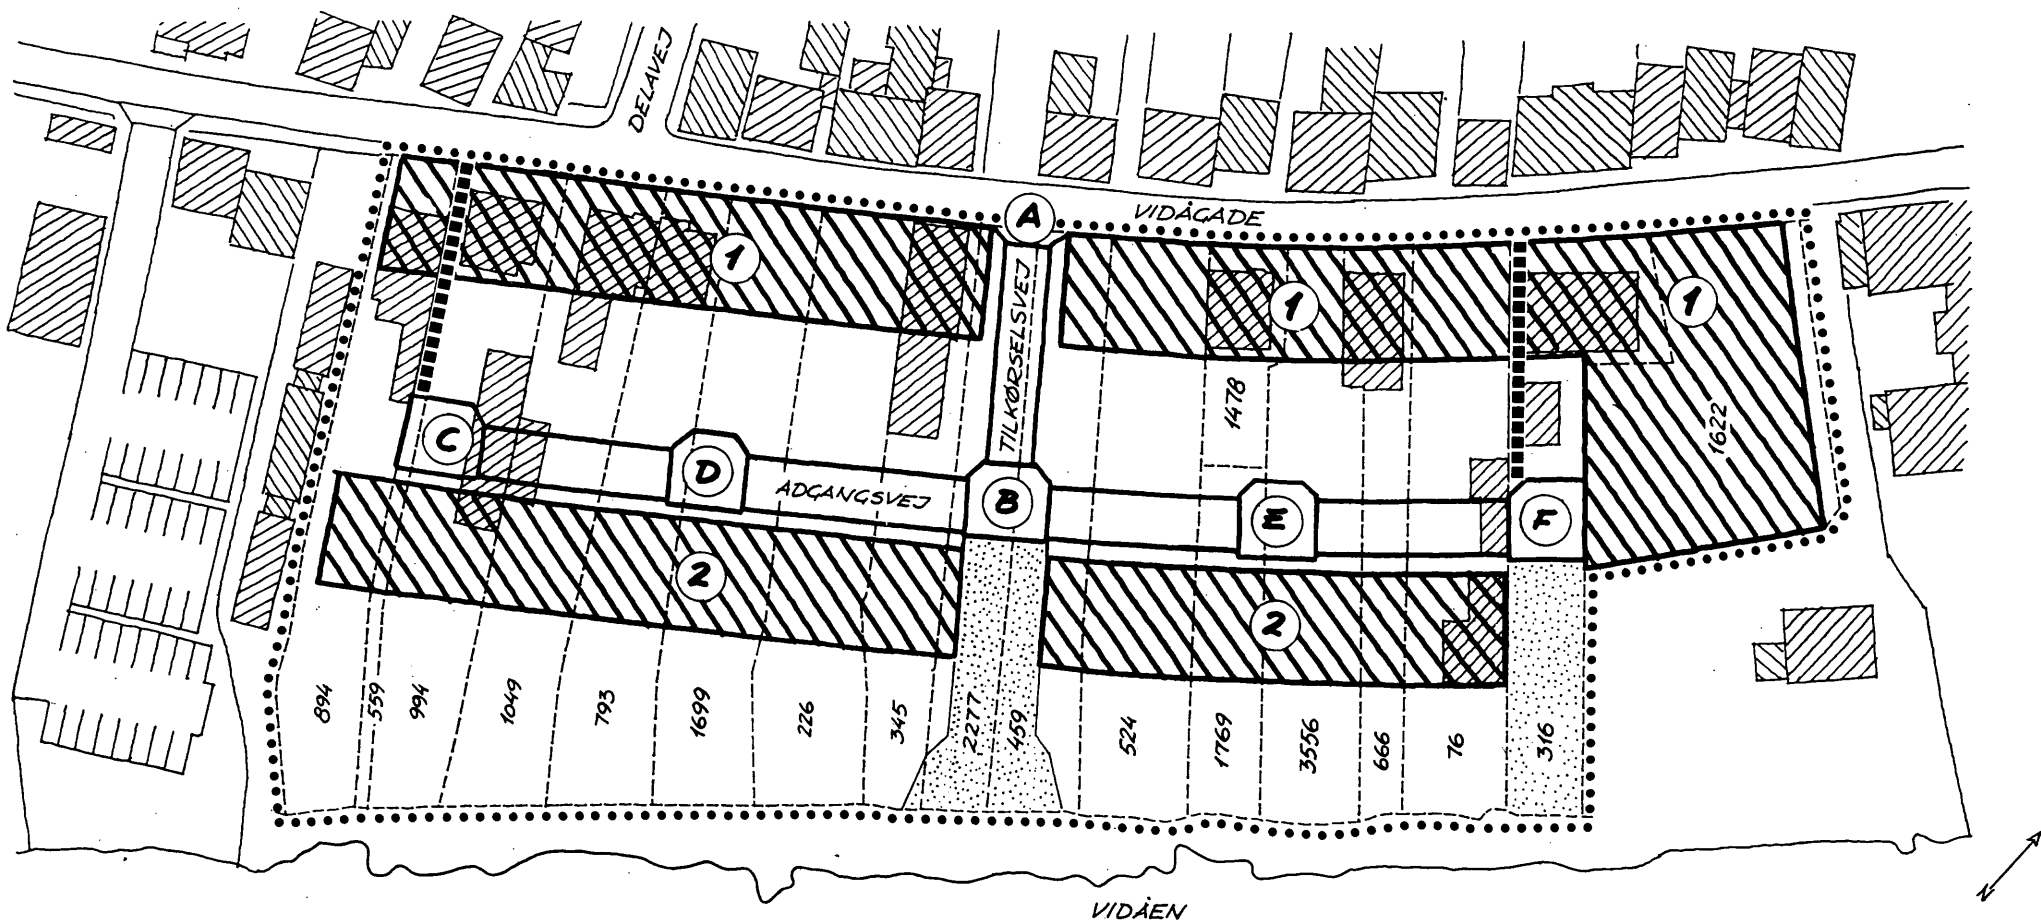 DELAVEJ
VIDÅGADE
A
1
1
1
TILKØRSELSVEJ
1478
1622
C
D
ADGANGSVEJ
B
E
F
2
2
894
559
994
1049
793
1699
226
345
2277
459
524
1769
3556
666
76
316
VIDÅEN
N